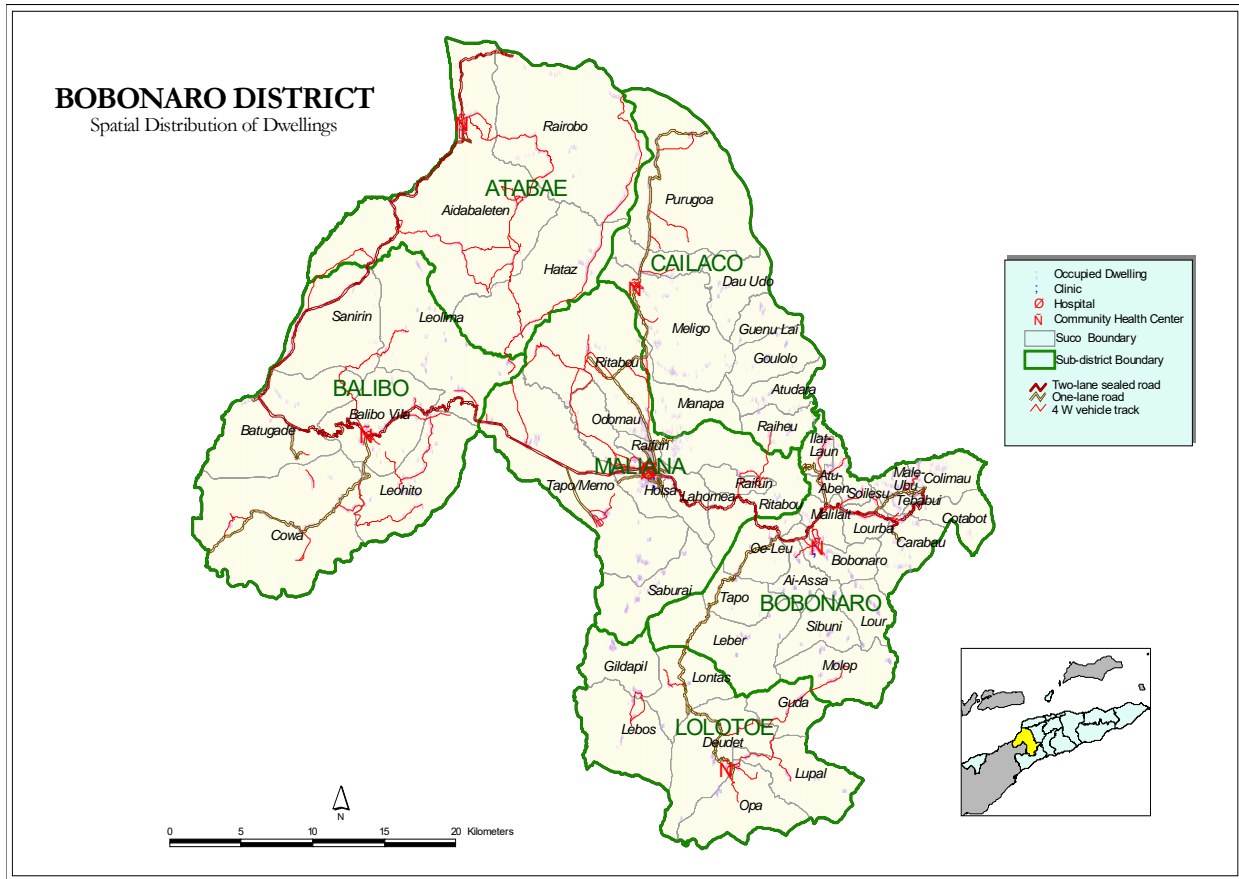 BOBONARO DISTRICT
Spatial Distribution of Dwellings
Rairobo
ATABAE
Aidabaleten
Purugoa
Hataz
CAILACO
Dau Udo
Sanirin
Leolima
Meligo
Guenu Lai
Goulolo
Ritabou
BALIBO
Manapa
Atudara
Balibo Vila
Odomau
Raiheu
Batugade
Raifun
Ilat-
Laun
MALIANA
Atu-
Aben
Male-
Ubu
Colimau
Leohito
Tapo/Memo
Holsa
Lahomea
Raifun
Soilesu
Tebabui
Ritabou
Malilait
Lourba
Cotabot
Cowa
Carabau
Oe-Leu
Bobonaro
Ai-Assa
Saburai
Tapo
BOBONARO
Lour
Sibuni
Leber
Gildapil
Molop
Lontas
Guda
Lebos
LOLOTOE
Deudet
Lupal
Opa
Occupied Dwelling
Clinic
Ø Hospital
Ñ Community Health Center
Suco Boundary
Sub-district Boundary
Two-lane sealed road
One-lane road
4 W vehicle track
N
0 5 10 15 20 Kilometers